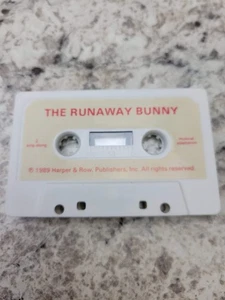 THE RUNAWAY BUNNY
© 1989 Harper & Row, Publishers, Inc. All rights reserved.